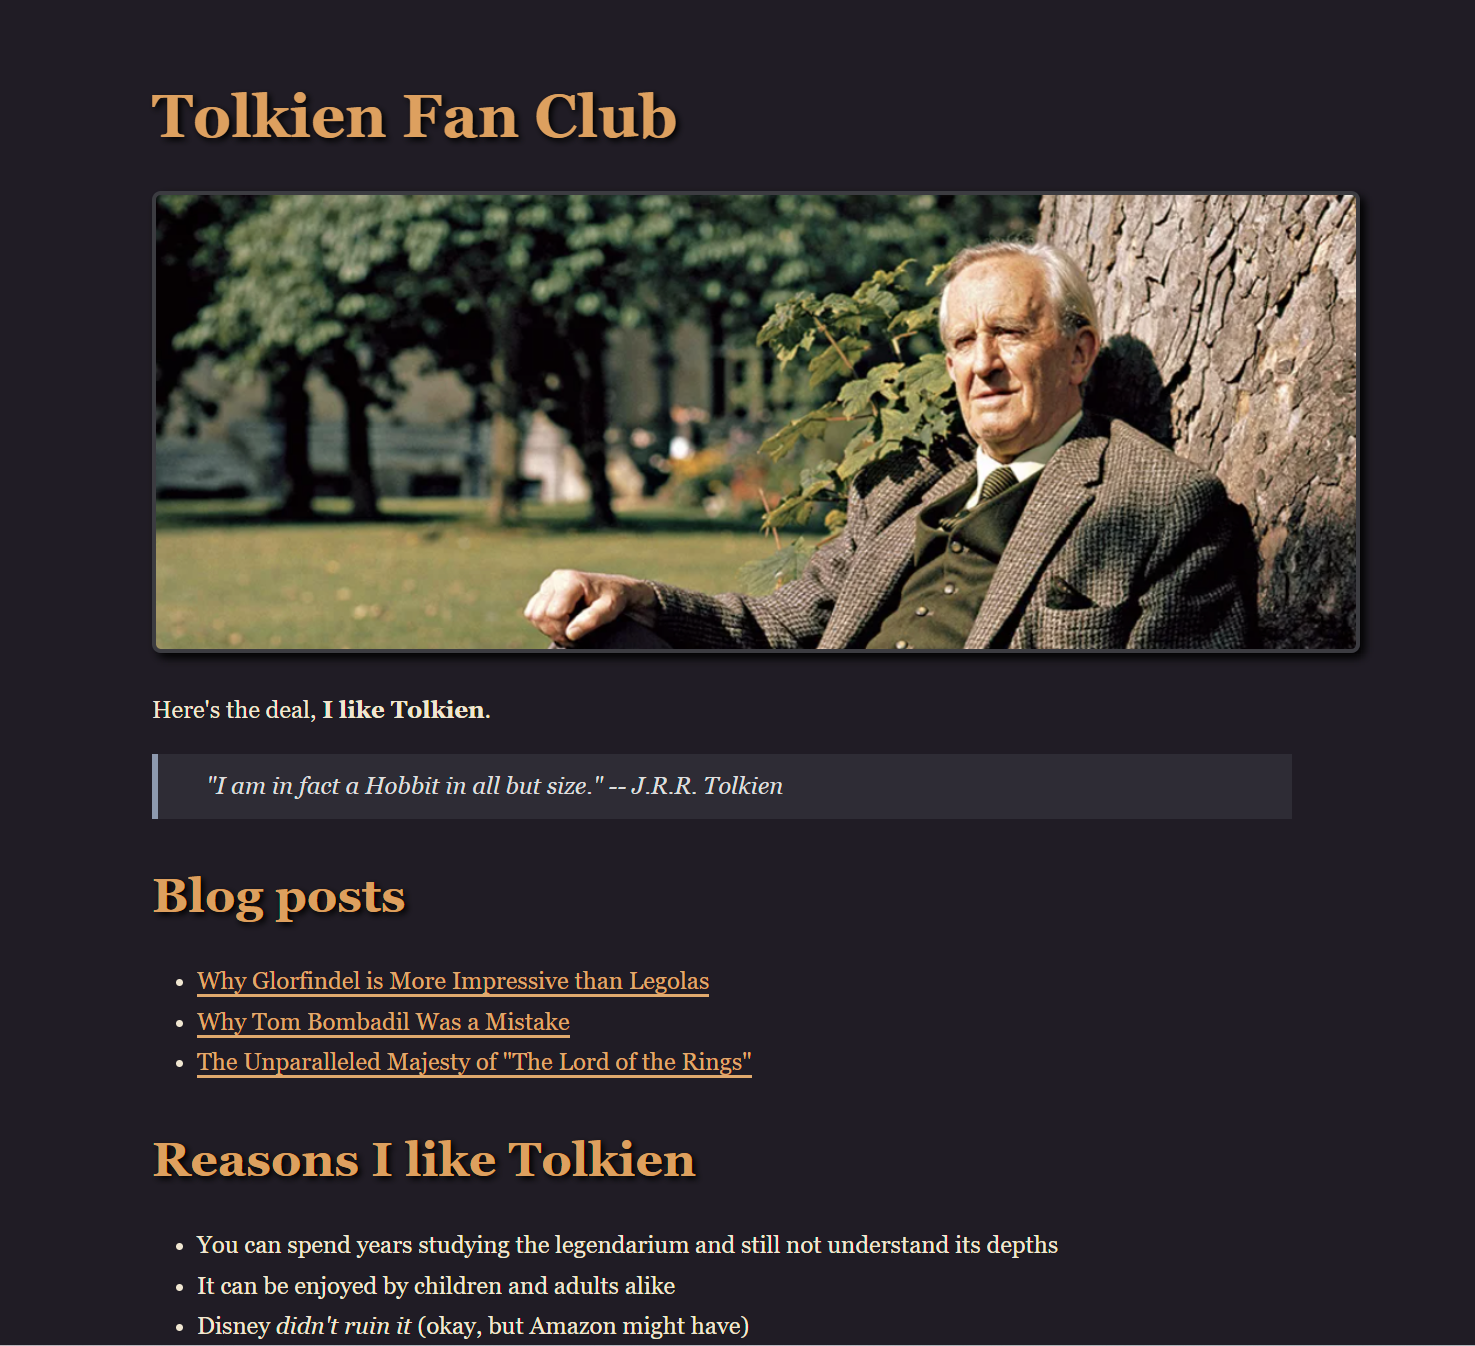 Tolkien Fan Club
Here's the deal, I like Tolkien.
"I am in fact a Hobbit in all but size." -- J.R.R. Tolkien
Blog posts
• Why Glorfindel is More Impressive than Legolas
• Why Tom Bombadil Was a Mistake
• The Unparalleled Majesty of "The Lord of the Rings"
Reasons I like Tolkien
• You can spend years studying the legendarium and still not understand its depths
• It can be enjoyed by children and adults alike
• Disney didn't ruin it (okay, but Amazon might have)